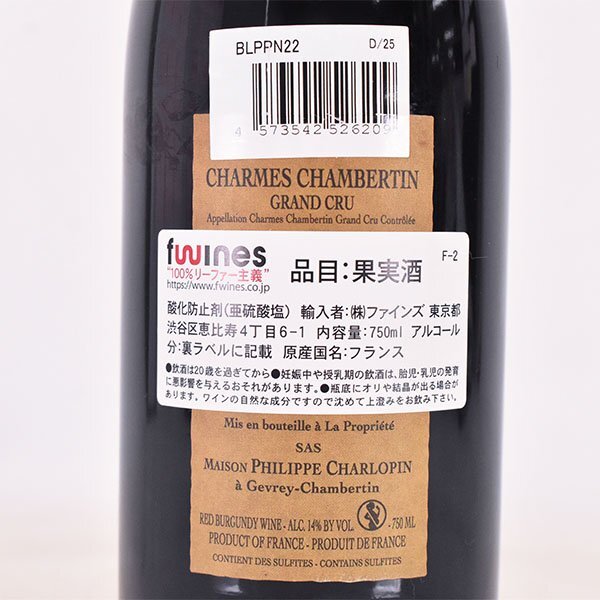 BLPPN22 D/25
4 573542 526209
CHARMES CHAMBERTIN
GRAND CRU
Appellation Charmes Chambertin Grand Cru Contrôlée
fwines
"100%リーファー主義"
https://www.fwines.co.jp
品目:果実酒
F-2
酸化防止剤(亜硫酸塩) 輸入者:(株)ファインズ 東京都
渋谷区恵比寿4丁目6-1 内容量:750ml アルコール
分:裏ラベルに記載 原産国名:フランス
●飲酒は20歳を過ぎてから●妊娠中や授乳期の飲酒は、胎児・乳児の発育
に悪影響を与えるおそれがあります。●瓶底にオリや結晶が出る場合が
あります。ワインの自然な成分ですので沈めて上澄みをお飲み下さい。
Mis en bouteille à La Propriété
SAS
MAISON PHILIPPE CHARLOPIN
à Gevrey-Chambertin
RED BURGUNDY WINE - ALC. 14% BY VOL. - 750 ML
PRODUCT OF FRANCE - PRODUIT DE FRANCE
CONTIENT DES SULFITES - CONTAINS SULFITES